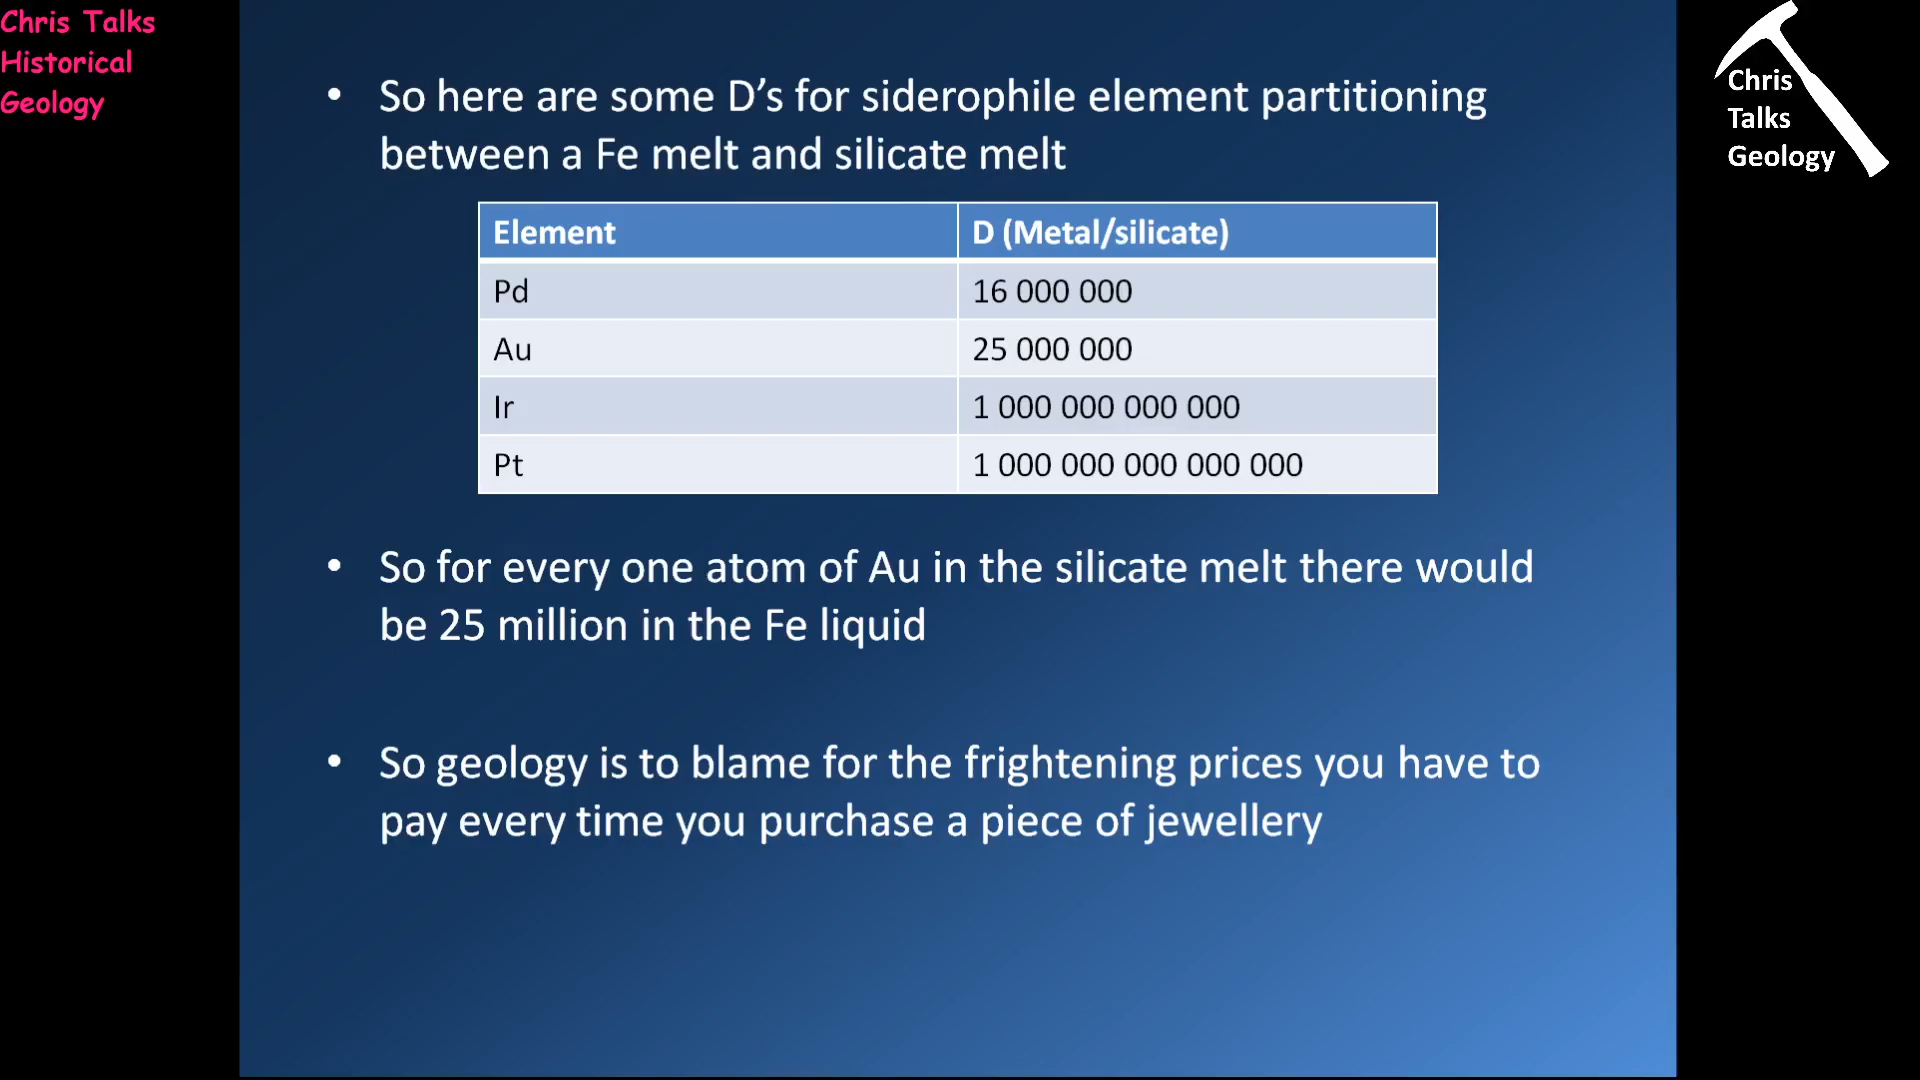 Chris Talks
Historical
Geology
Chris
Talks
Geology
• So here are some D’s for siderophile element partitioning
between a Fe melt and silicate melt
Element D (Metal/silicate)
Pd 16 000 000
Au 25 000 000
Ir 1 000 000 000 000
Pt 1 000 000 000 000 000
• So for every one atom of Au in the silicate melt there would
be 25 million in the Fe liquid
• So geology is to blame for the frightening prices you have to
pay every time you purchase a piece of jewellery